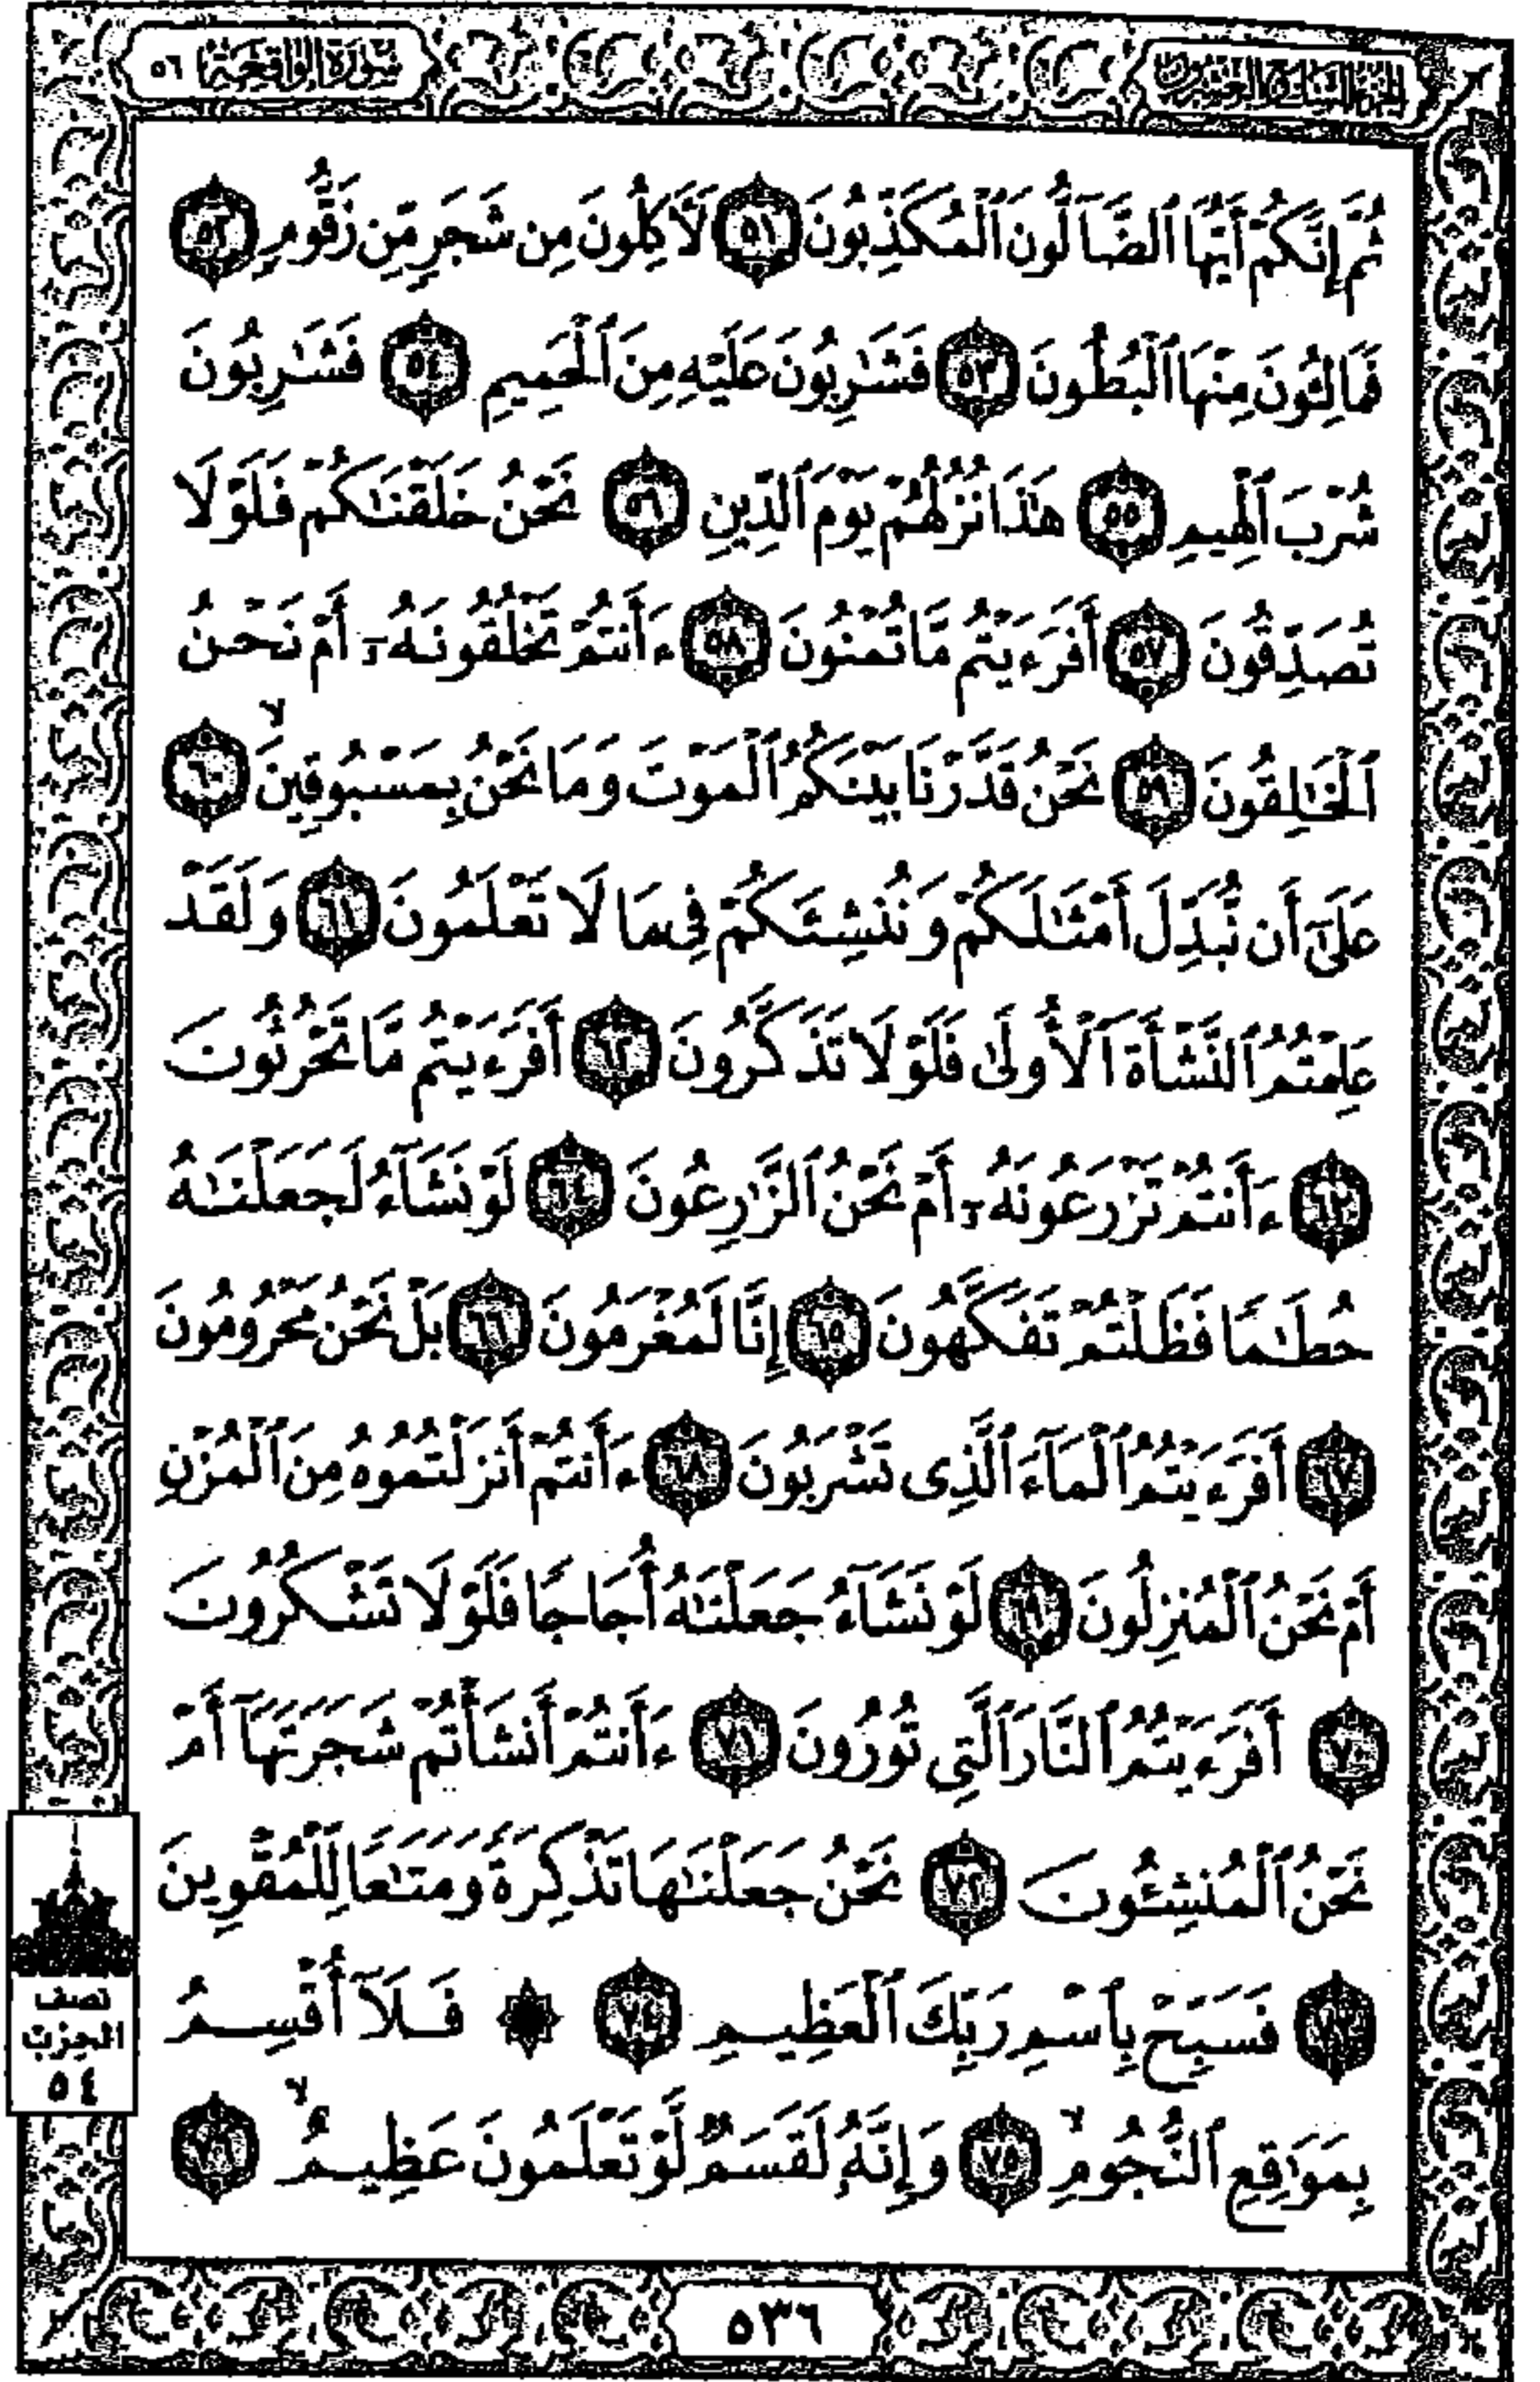 الجزء السابع والعشرون
سورة الواقعة ٥٦
ثُمَّ إِنَّكُمْ أَيُّهَا ٱلضَّآلُّونَ ٱلْمُكَذِّبُونَ ٥١ لَأَكِلُونَ مِن شَجَرٍ مِّن زَقُّومٍ ٥٢
فَمَالِـُٔونَ مِنْهَا ٱلْبُطُونَ ٥٣ فَشَٰرِبُونَ عَلَيْهِ مِنَ ٱلْحَمِيمِ ٥٤ فَشَٰرِبُونَ
شُرْبَ ٱلْهِيمِ ٥٥ هَٰذَا نُزُلُهُمْ يَوْمَ ٱلدِّينِ ٥٦ نَحْنُ خَلَقْنَٰكُمْ فَلَوْلَا
تُصَدِّقُونَ ٥٧ أَفَرَءَيْتُم مَّا تُمْنُونَ ٥٨ ءَأَنتُمْ تَخْلُقُونَهُۥٓ أَمْ نَحْنُ
ٱلْخَٰلِقُونَ ٥٩ نَحْنُ قَدَّرْنَا بَيْنَكُمُ ٱلْمَوْتَ وَمَا نَحْنُ بِمَسْبُوقِينَ ۙ ٦٠
عَلَىٰٓ أَن نُّبَدِّلَ أَمْثَٰلَكُمْ وَنُنشِئَكُمْ فِى مَا لَا تَعْلَمُونَ ٦١ وَلَقَدْ
عَلِمْتُمُ ٱلنَّشْأَةَ ٱلْأُولَىٰ فَلَوْلَا تَذَكَّرُونَ ٦٢ أَفَرَءَيْتُم مَّا تَحْرُثُونَ
٦٣ ءَأَنتُمْ تَزْرَعُونَهُۥٓ أَمْ نَحْنُ ٱلزَّٰرِعُونَ ٦٤ لَوْ نَشَآءُ لَجَعَلْنَٰهُ
حُطَٰمًا فَظَلْتُمْ تَفَكَّهُونَ ٦٥ إِنَّا لَمُغْرَمُونَ ٦٦ بَلْ نَحْنُ مَحْرُومُونَ
٦٧ أَفَرَءَيْتُمُ ٱلْمَآءَ ٱلَّذِى تَشْرَبُونَ ٦٨ ءَأَنتُمْ أَنزَلْتُمُوهُ مِنَ ٱلْمُزْنِ
أَمْ نَحْنُ ٱلْمُنزِلُونَ ٦٩ لَوْ نَشَآءُ جَعَلْنَٰهُ أُجَاجًا فَلَوْلَا تَشْكُرُونَ
٧٠ أَفَرَءَيْتُمُ ٱلنَّارَ ٱلَّتِى تُورُونَ ٧١ ءَأَنتُمْ أَنشَأْتُمْ شَجَرَتَهَآ أَمْ
نَحْنُ ٱلْمُنشِـُٔونَ ٧٢ نَحْنُ جَعَلْنَٰهَا تَذْكِرَةً وَمَتَٰعًا لِّلْمُقْوِينَ
٧٣ فَسَبِّحْ بِٱسْمِ رَبِّكَ ٱلْعَظِيمِ ٧٤ ۞ فَلَآ أُقْسِمُ
بِمَوَٰقِعِ ٱلنُّجُومِ ۙ ٧٥ وَإِنَّهُۥ لَقَسَمٌ لَّوْ تَعْلَمُونَ عَظِيمٌ ۙ ٧٦
نصف
الحزب
٥٤
٥٣٦